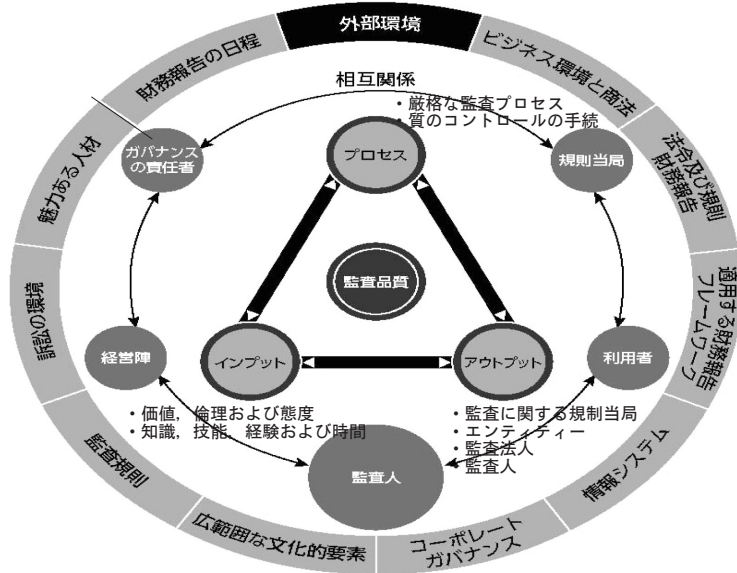 外部環境
財務報告の日程
ビジネス環境と商法
相互関係
・厳格な監査プロセス
・質のコントロールの手続
ガバナンス
の責任者
プロセス
規則当局
魅力ある人材
法令及び規則
財務報告
監査品質
訴訟の環境
適用する財務報告
フレームワーク
経営陣
インプット
アウトプット
利用者
・価値，倫理および態度
・知識，技能，経験および時間
・監査に関する規制当局
・エンティティー
・監査法人
・監査人
監査人
監査規則
情報システム
広範囲な文化的要素
コーポレート
ガバナンス